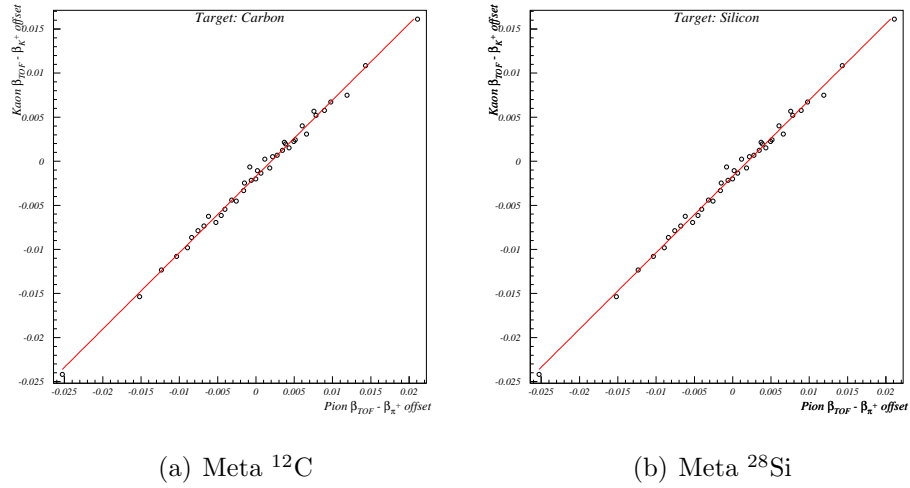 Target: Carbon
Kaon β_TOF - β_K+ offset
0.015
0.01
0.005
0
-0.005
-0.01
-0.015
-0.02
-0.025
-0.025 -0.02 -0.015 -0.01 -0.005 0 0.005 0.01 0.015 0.02
Pion β_TOF - β_π+ offset
(a) Meta ¹²C
Target: Silicon
Kaon β_TOF - β_K+ offset
0.015
0.01
0.005
0
-0.005
-0.01
-0.015
-0.02
-0.025
-0.025 -0.02 -0.015 -0.01 -0.005 0 0.005 0.01 0.015 0.02
Pion β_TOF - β_π+ offset
(b) Meta ²⁸Si